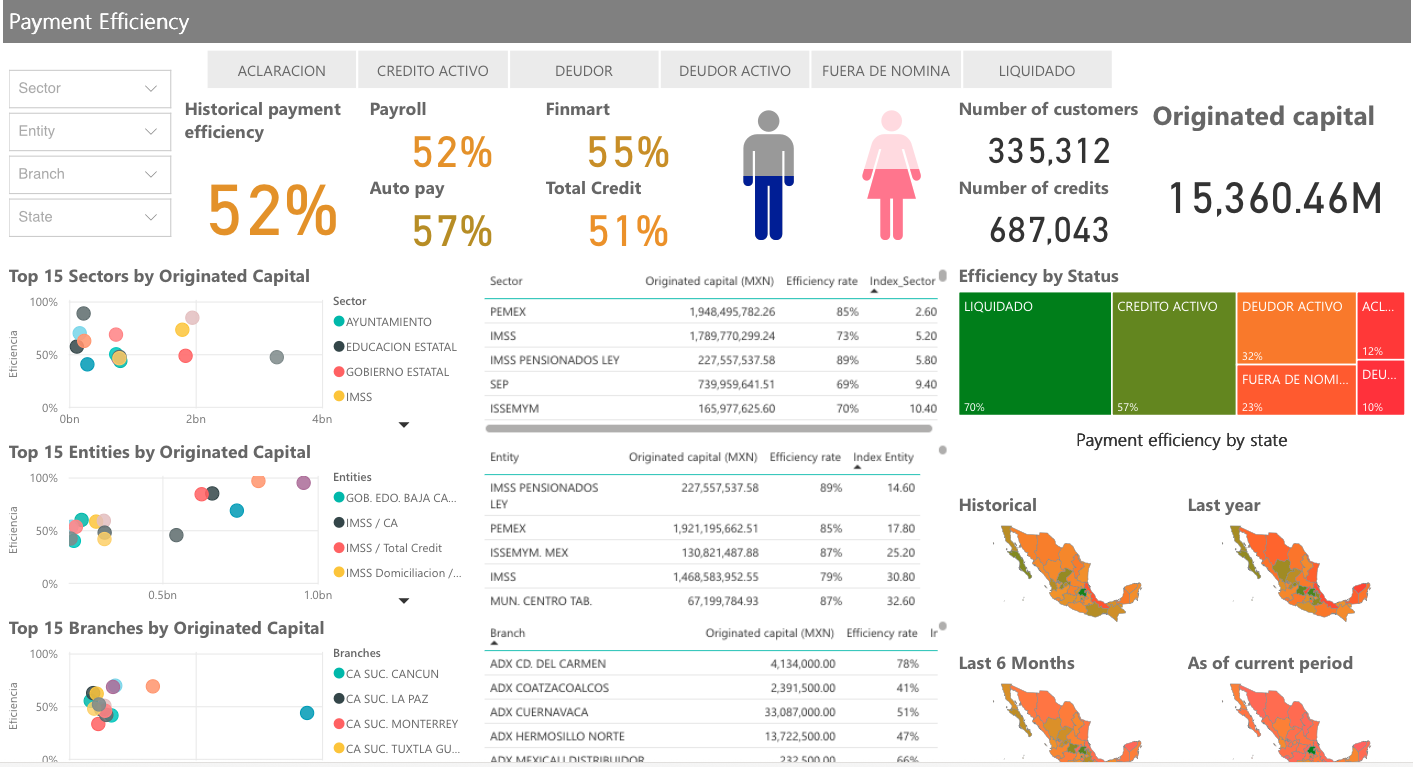 Payment Efficiency
ACLARACION
CREDITO ACTIVO
DEUDOR
DEUDOR ACTIVO
FUERA DE NOMINA
LIQUIDADO
Sector
Entity
Branch
State
Historical payment
efficiency
52%
Payroll
52%
Auto pay
57%
Finmart
55%
Total Credit
51%
Number of customers
335,312
Number of credits
687,043
Originated capital
15,360.46M
Top 15 Sectors by Originated Capital
Eficiencia
100%
50%
0%
0bn 2bn 4bn
Sector
AYUNTAMIENTO
EDUCACION ESTATAL
GOBIERNO ESTATAL
IMSS
Sector Originated capital (MXN) Efficiency rate Index_Sector
PEMEX 1,948,495,782.26 85% 2.60
IMSS 1,789,770,299.24 73% 5.20
IMSS PENSIONADOS LEY 227,557,537.58 89% 5.80
SEP 739,959,641.51 69% 9.40
ISSEMYM 165,977,625.60 70% 10.40
Efficiency by Status
LIQUIDADO
70%
CREDITO ACTIVO
57%
DEUDOR ACTIVO
32%
FUERA DE NOMI...
23%
ACL...
12%
DEU...
10%
Top 15 Entities by Originated Capital
Eficiencia
100%
50%
0%
0.5bn 1.0bn
Entities
GOB. EDO. BAJA CA...
IMSS / CA
IMSS / Total Credit
IMSS Domiciliacion /...
Entity Originated capital (MXN) Efficiency rate Index Entity
IMSS PENSIONADOS
LEY 227,557,537.58 89% 14.60
PEMEX 1,921,195,662.51 85% 17.80
ISSEMYM. MEX 130,821,487.88 87% 25.20
IMSS 1,468,583,952.55 79% 30.80
MUN. CENTRO TAB. 67,199,784.93 87% 32.60
Payment efficiency by state
Historical
Last year
Last 6 Months
As of current period
Top 15 Branches by Originated Capital
Eficiencia
100%
50%
0%
Branches
CA SUC. CANCUN
CA SUC. LA PAZ
CA SUC. MONTERREY
CA SUC. TUXTLA GU...
Branch Originated capital (MXN) Efficiency rate Ir
ADX CD. DEL CARMEN 4,134,000.00 78%
ADX COATZACOALCOS 2,391,500.00 41%
ADX CUERNAVACA 33,087,000.00 51%
ADX HERMOSILLO NORTE 13,722,500.00 47%
ADX MEXICALI DISTRIBUIDOR 232,500.00 66%